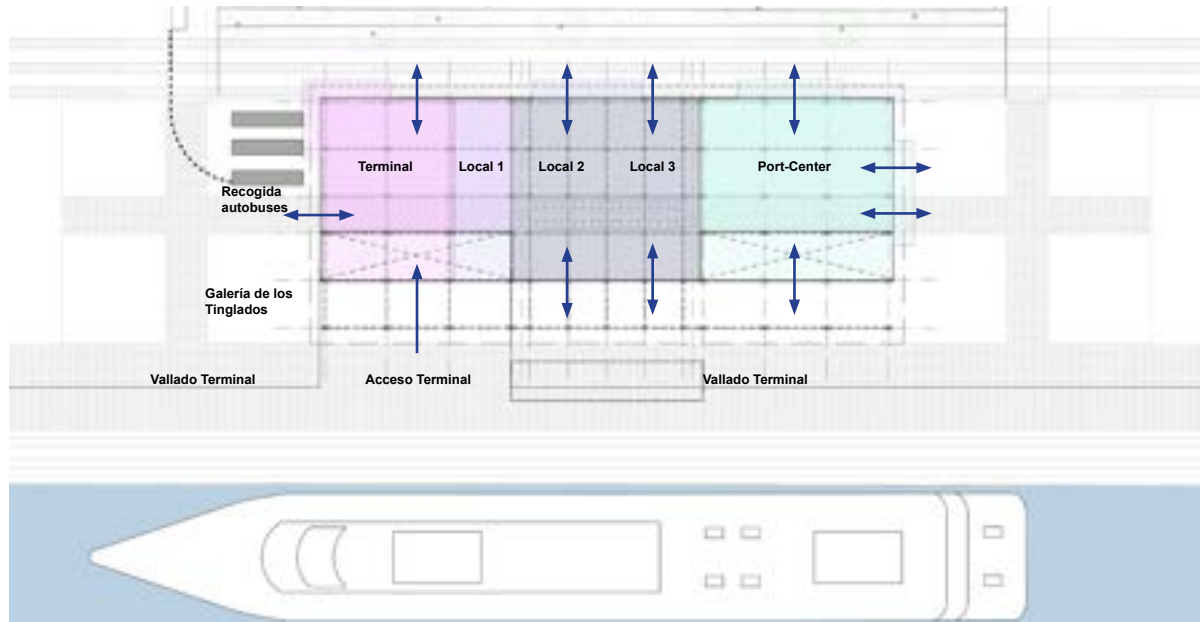 Terminal
Local 1
Local 2
Local 3
Port-Center
Recogida
autobuses
Galería de los
Tinglados
Vallado Terminal
Acceso Terminal
Vallado Terminal